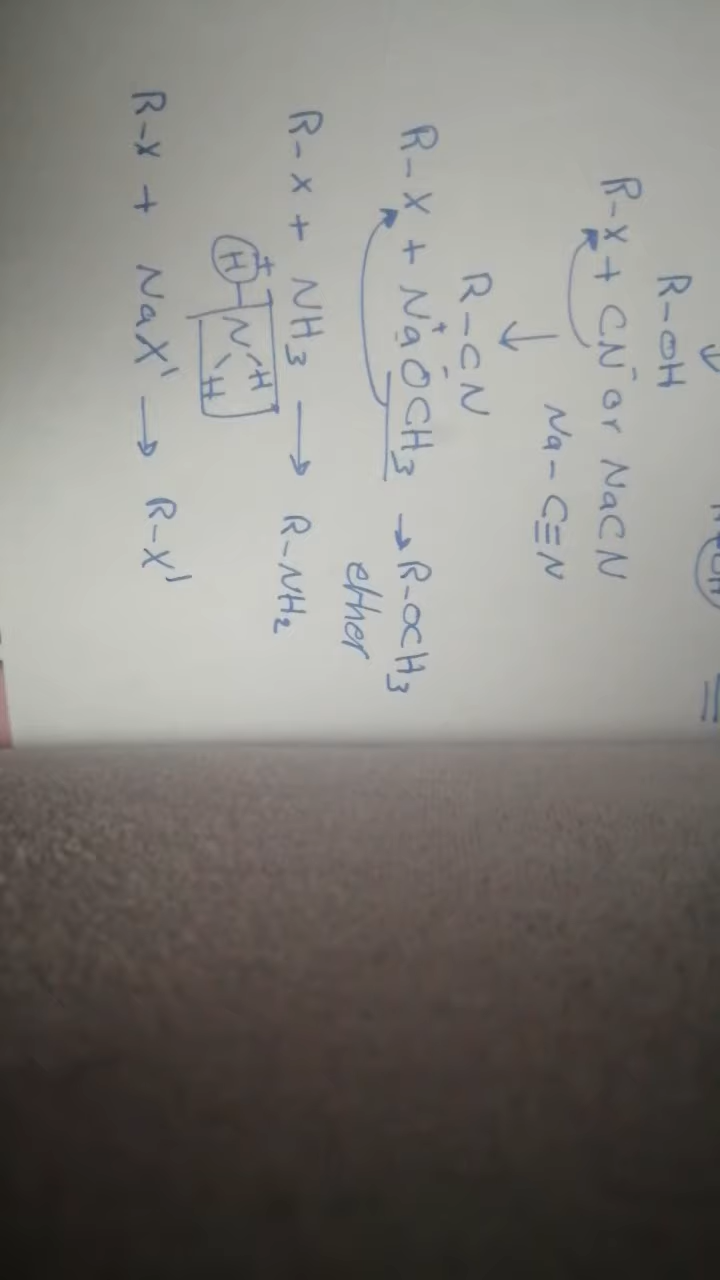 R-OH
R-X + CN⁻ or NaCN
Na-C≡N
R-CN
R-X + Na⁺O⁻CH₃ → R-OCH₃
ether
R-X + NH₃ → R-NH₂
H⁺-N-H
H
R-X + NaX' → R-X'